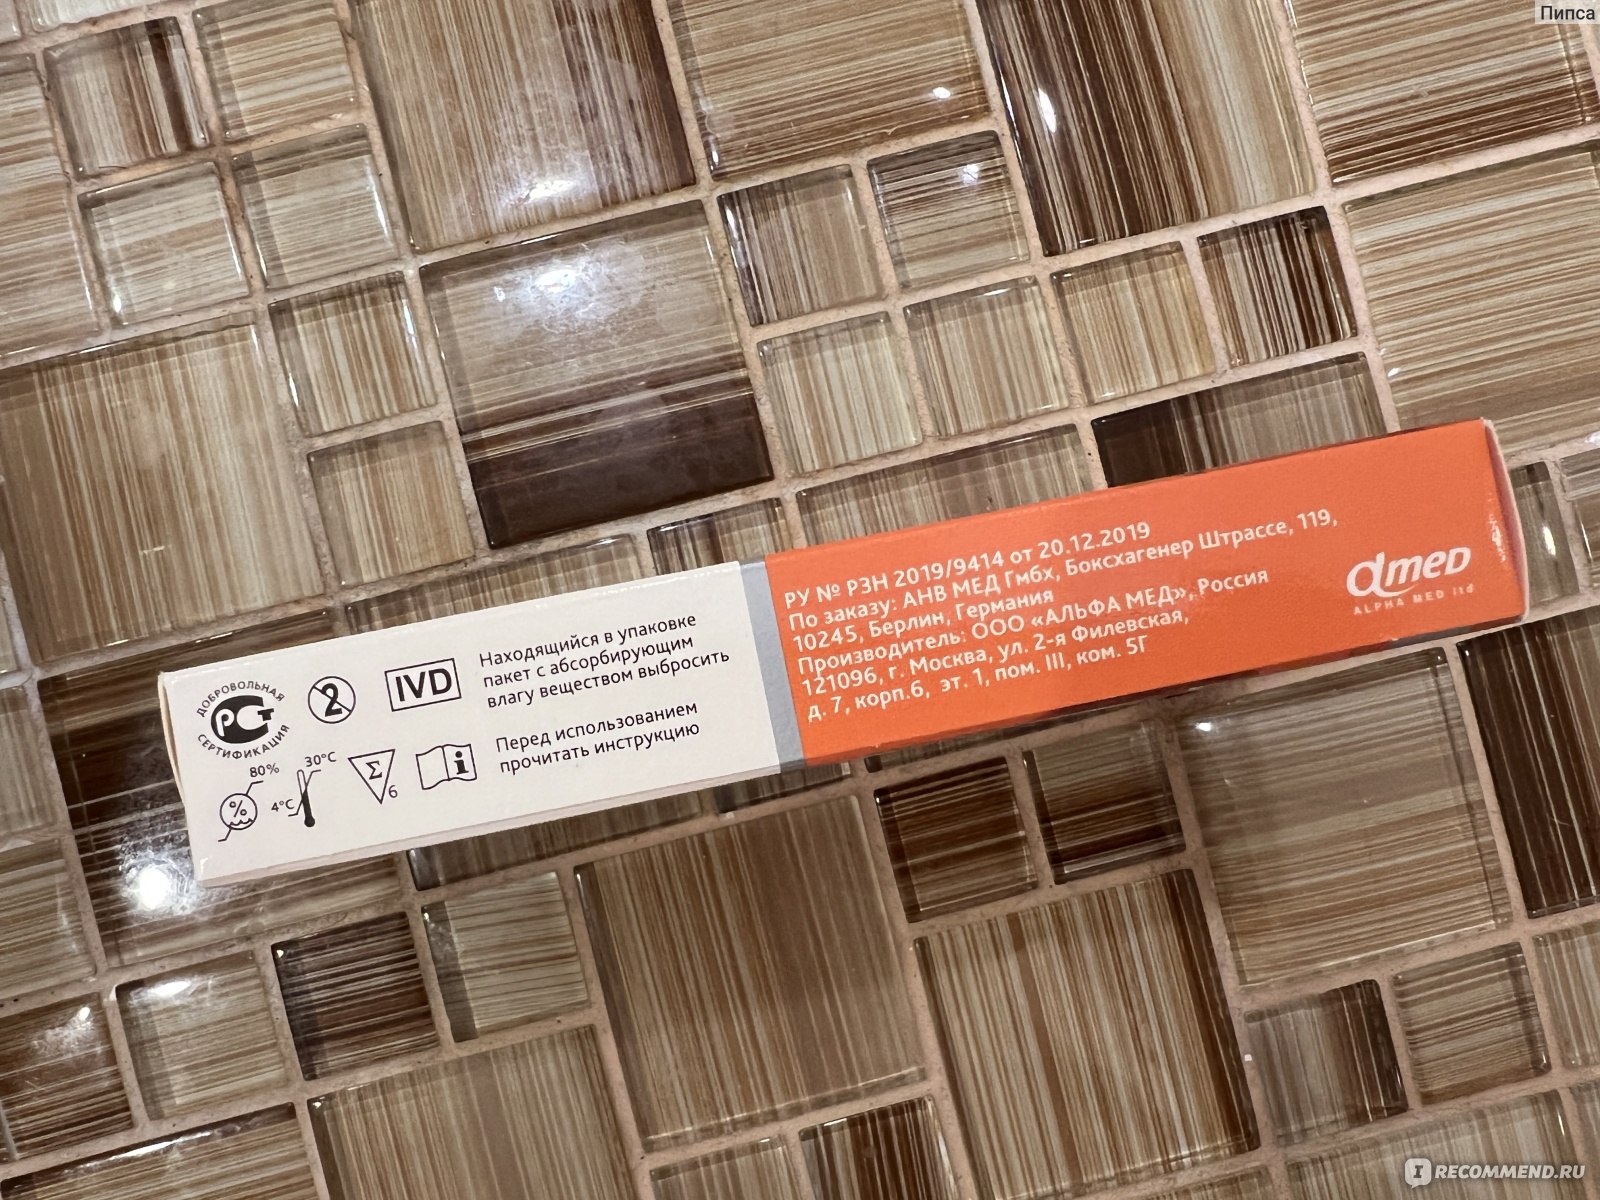 Пипса
ДОБРОВОЛЬНАЯ
РСТ
СЕРТИФИКАЦИЯ
2
IVD
Находящийся в упаковке
пакет с абсорбирующим
влагу веществом выбросить
80%
%
30°C
4°C
Σ
6
i
Перед использованием
прочитать инструкцию
РУ № РЗН 2019/9414 от 20.12.2019
По заказу: АНВ МЕД Гмбх, Боксхагенер Штрассе, 119,
10245, Берлин, Германия
Производитель: ООО «АЛЬФА МЕД», Россия
121096, г. Москва, ул. 2-я Филевская,
д. 7, корп.6, эт. 1, пом. III, ком. 5Г
αmed
ALPHA MED ltd
IRECOMMEND.RU